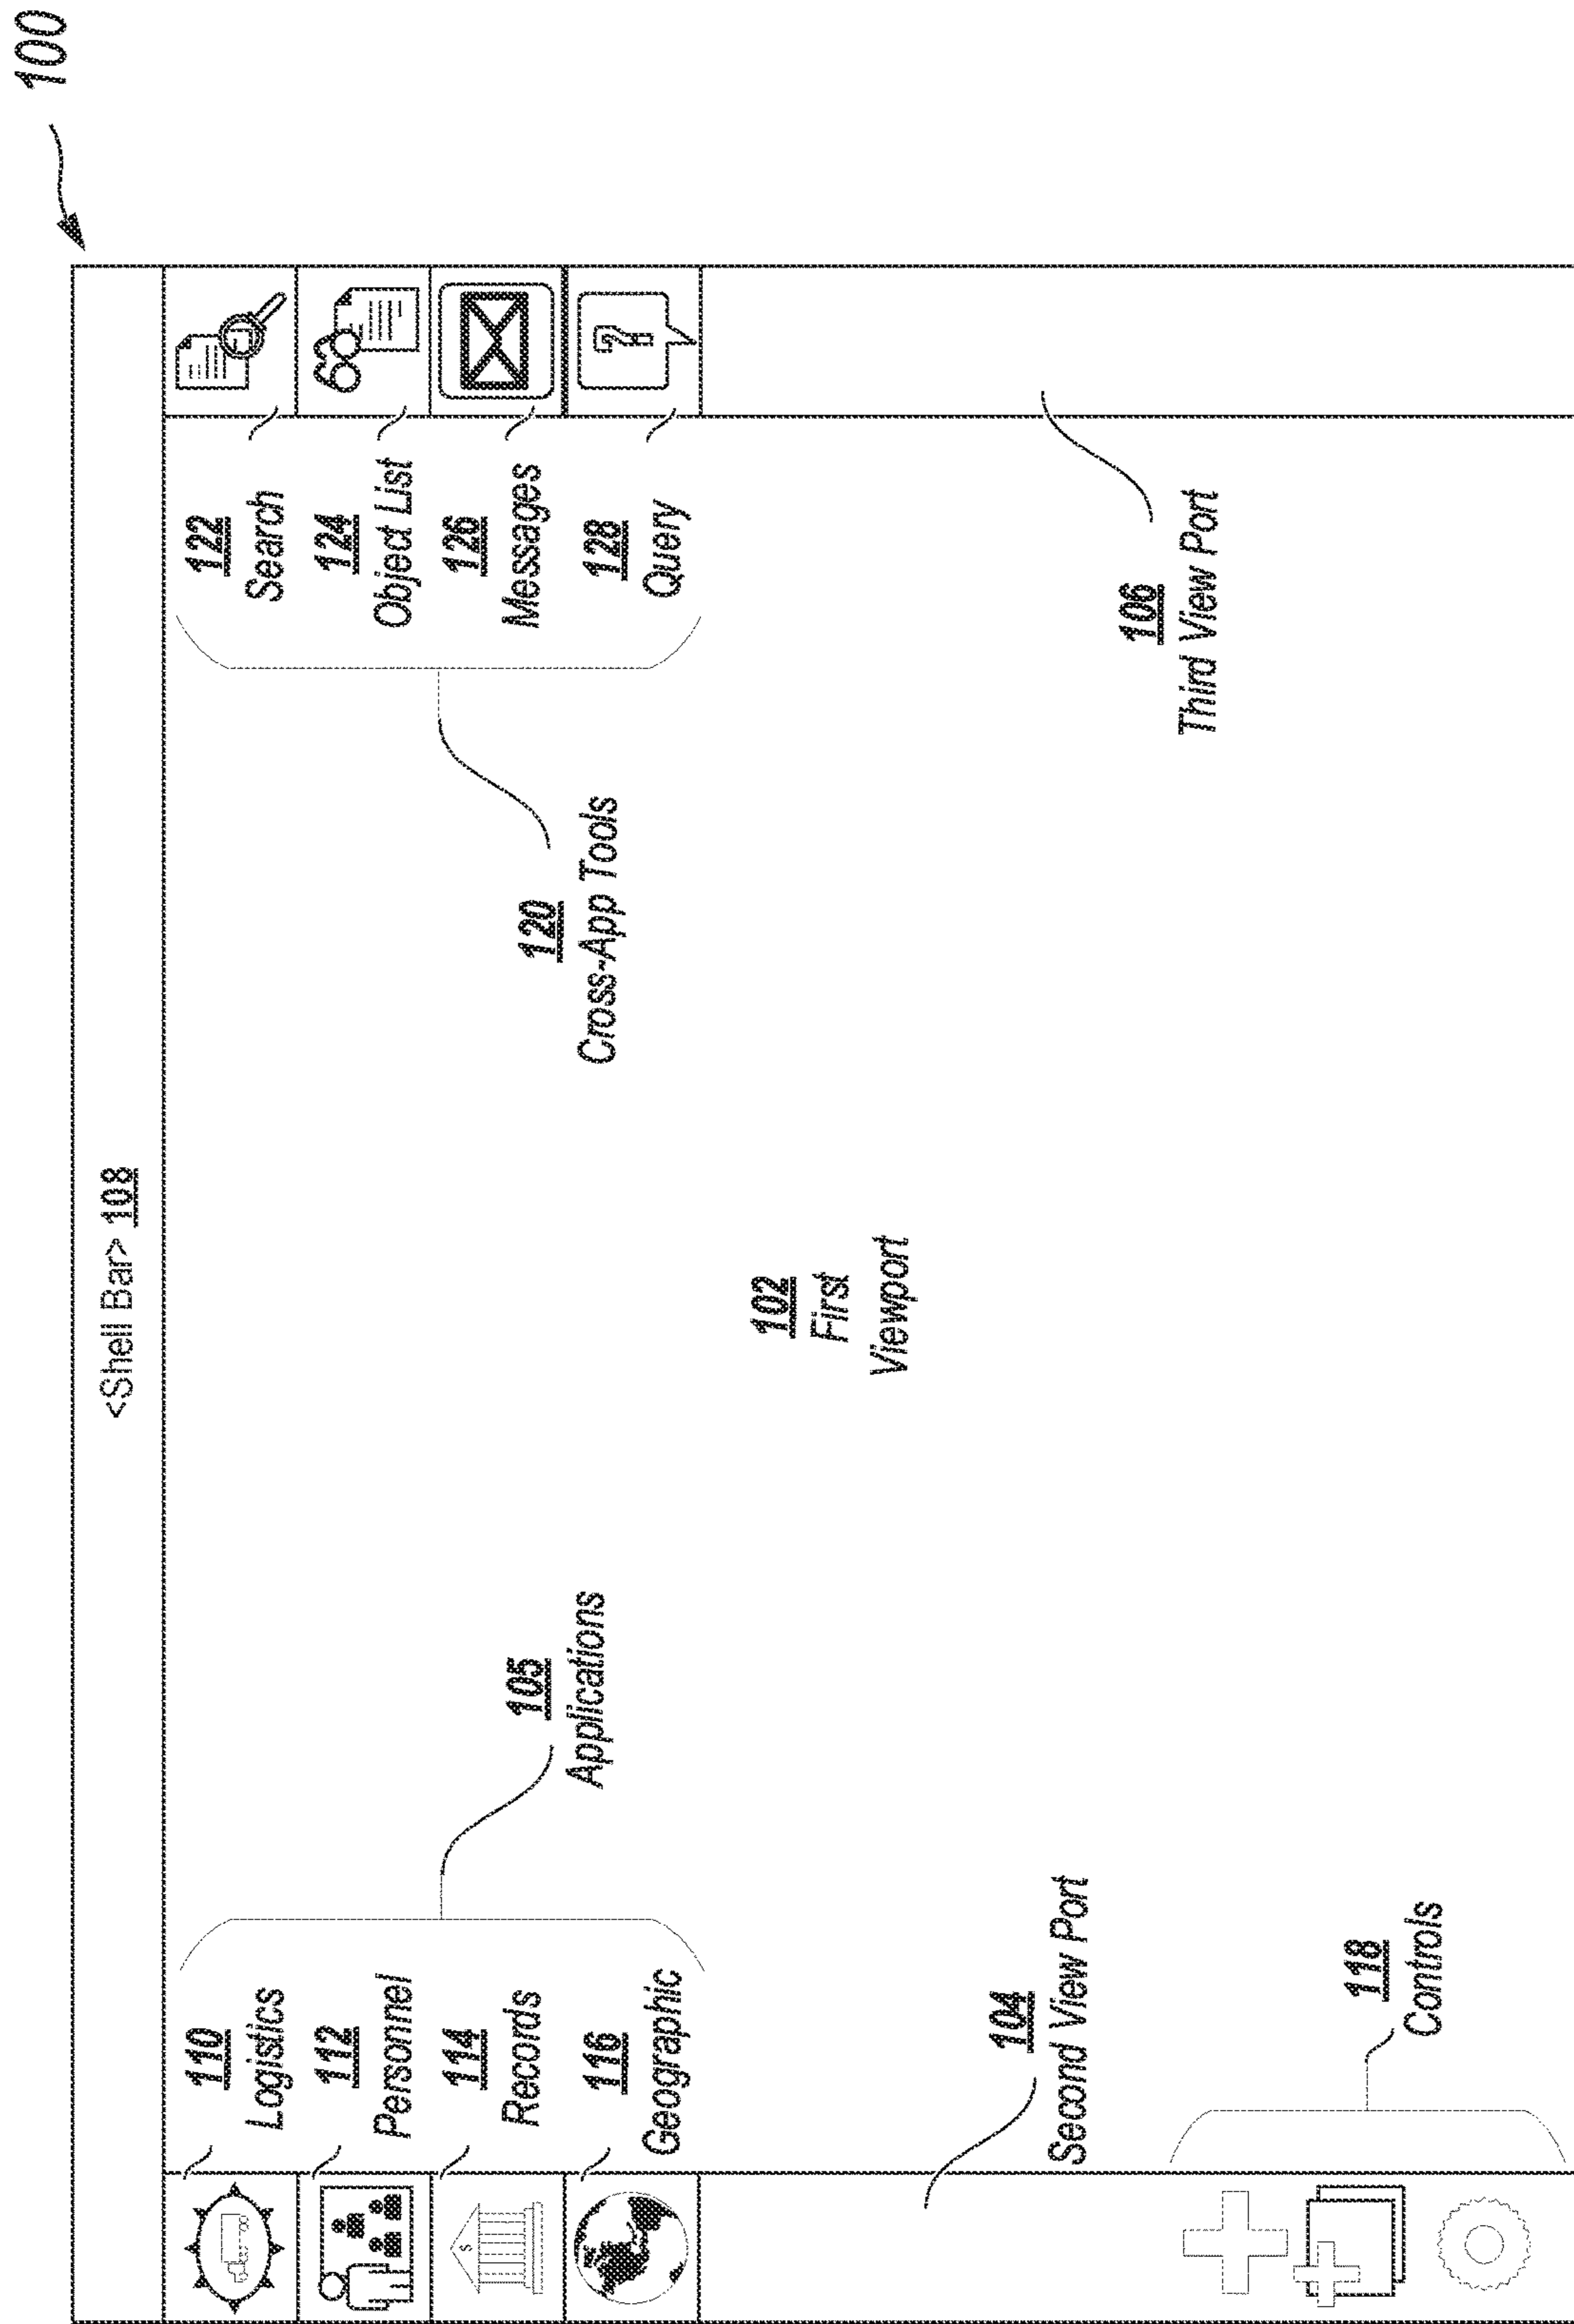 100
<Shell Bar> 108
110
Logistics
112
Personnel
114
Records
116
Geographic
105
Applications
122
Search
124
Object List
126
Messages
128
Query
120
Cross-App Tools
102
First
Viewport
104
Second View Port
106
Third View Port
118
Controls
$
?